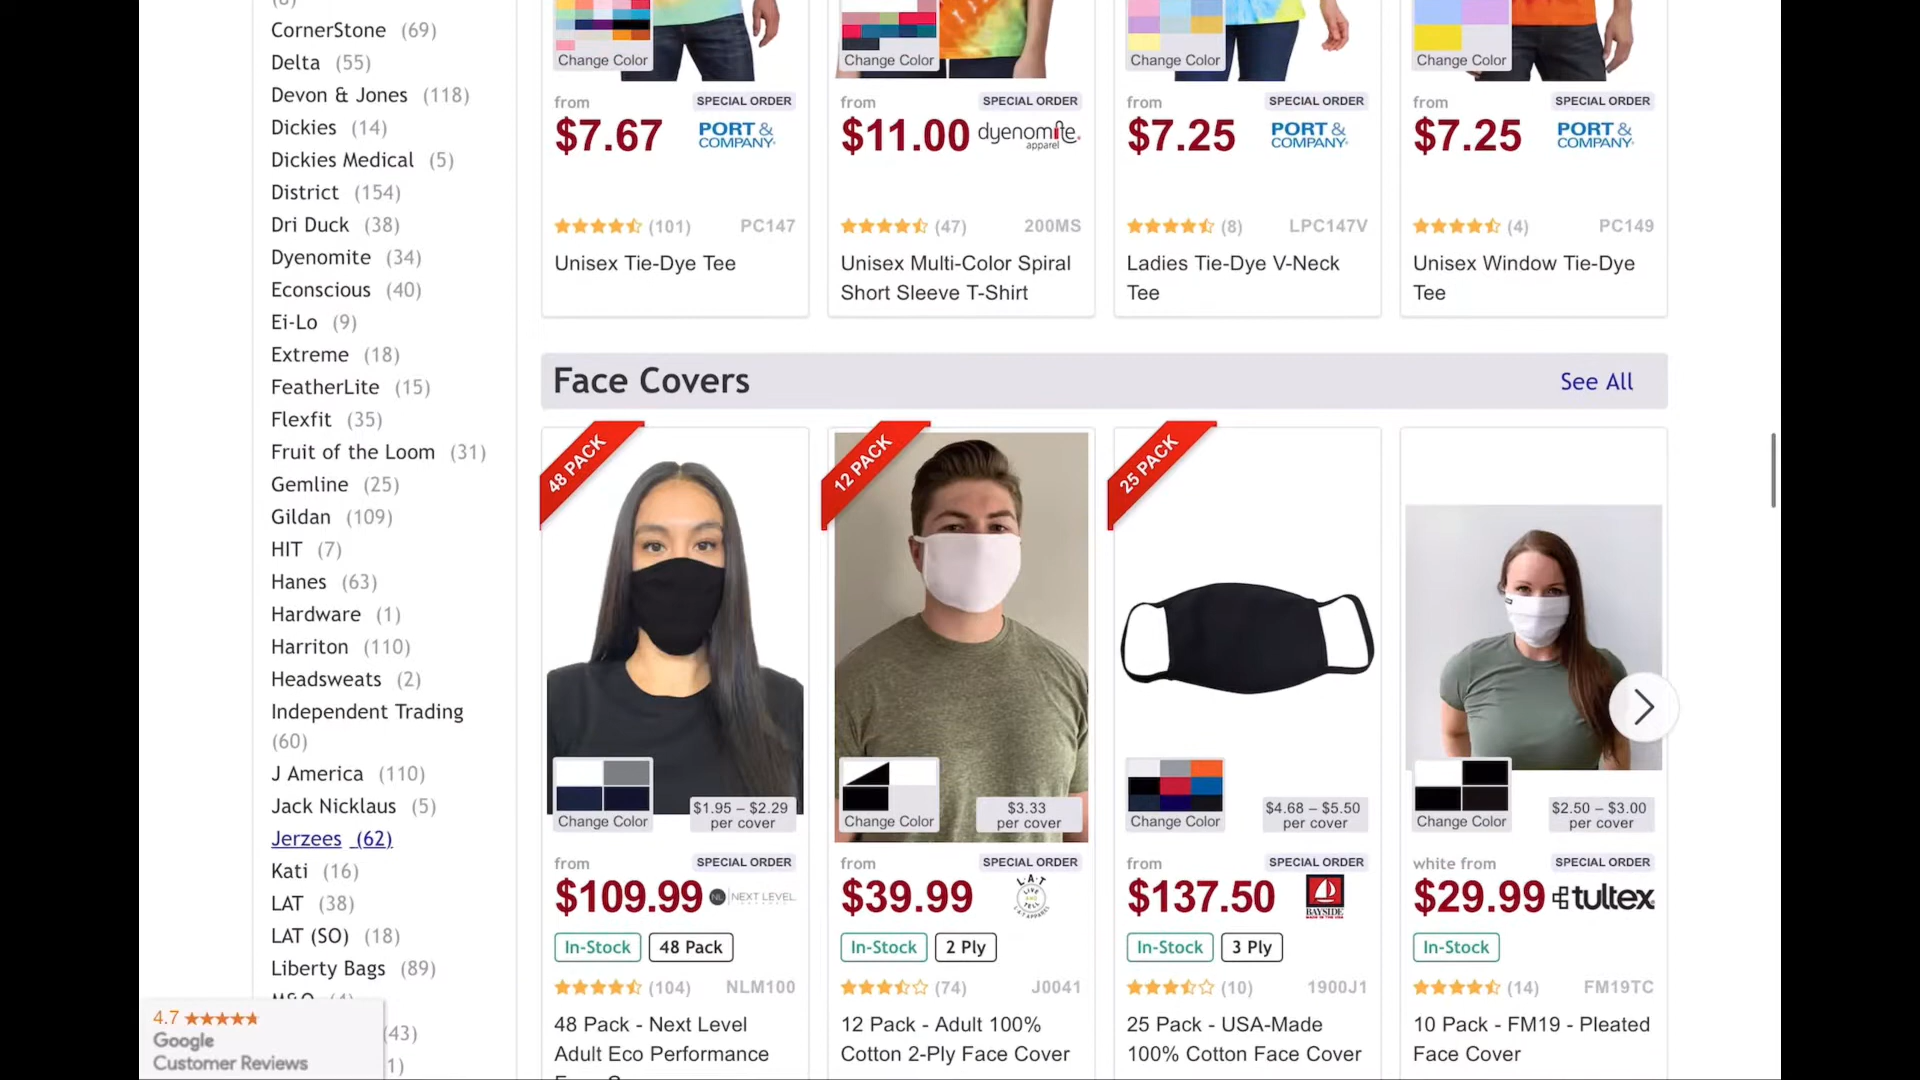 CornerStone (69)
Delta (55)
Devon & Jones (118)
Dickies (14)
Dickies Medical (5)
District (154)
Dri Duck (38)
Dyenomite (34)
Econscious (40)
Ei-Lo (9)
Extreme (18)
FeatherLite (15)
Flexfit (35)
Fruit of the Loom (31)
Gemline (25)
Gildan (109)
HIT (7)
Hanes (63)
Hardware (1)
Harriton (110)
Headsweats (2)
Independent Trading
(60)
J America (110)
Jack Nicklaus (5)
Jerzees (62)
Kati (16)
LAT (38)
LAT (SO) (18)
Liberty Bags (89)
(43)
4.7
Google
Customer Reviews
Change Color
from SPECIAL ORDER
$7.67 PORT & COMPANY
(101) PC147
Unisex Tie-Dye Tee
Change Color
from SPECIAL ORDER
$11.00 dyenomite. apparel
(47) 200MS
Unisex Multi-Color Spiral
Short Sleeve T-Shirt
Change Color
from SPECIAL ORDER
$7.25 PORT & COMPANY
(8) LPC147V
Ladies Tie-Dye V-Neck
Tee
Change Color
from SPECIAL ORDER
$7.25 PORT & COMPANY
(4) PC149
Unisex Window Tie-Dye
Tee
Face Covers See All
48 PACK
Change Color
$1.95 – $2.29
per cover
from SPECIAL ORDER
$109.99 NL NEXT LEVEL
In-Stock 48 Pack
(104) NLM100
48 Pack - Next Level
Adult Eco Performance
12 PACK
Change Color
$3.33
per cover
from SPECIAL ORDER
$39.99 L·A·T LIVE AND TELL
In-Stock 2 Ply
(74) J0041
12 Pack - Adult 100%
Cotton 2-Ply Face Cover
25 PACK
Change Color
$4.68 – $5.50
per cover
from SPECIAL ORDER
$137.50 BAYSIDE MADE IN THE USA
In-Stock 3 Ply
(10) 1900J1
25 Pack - USA-Made
100% Cotton Face Cover
Change Color
$2.50 – $3.00
per cover
white from SPECIAL ORDER
$29.99 tultex
In-Stock
(14) FM19TC
10 Pack - FM19 - Pleated
Face Cover